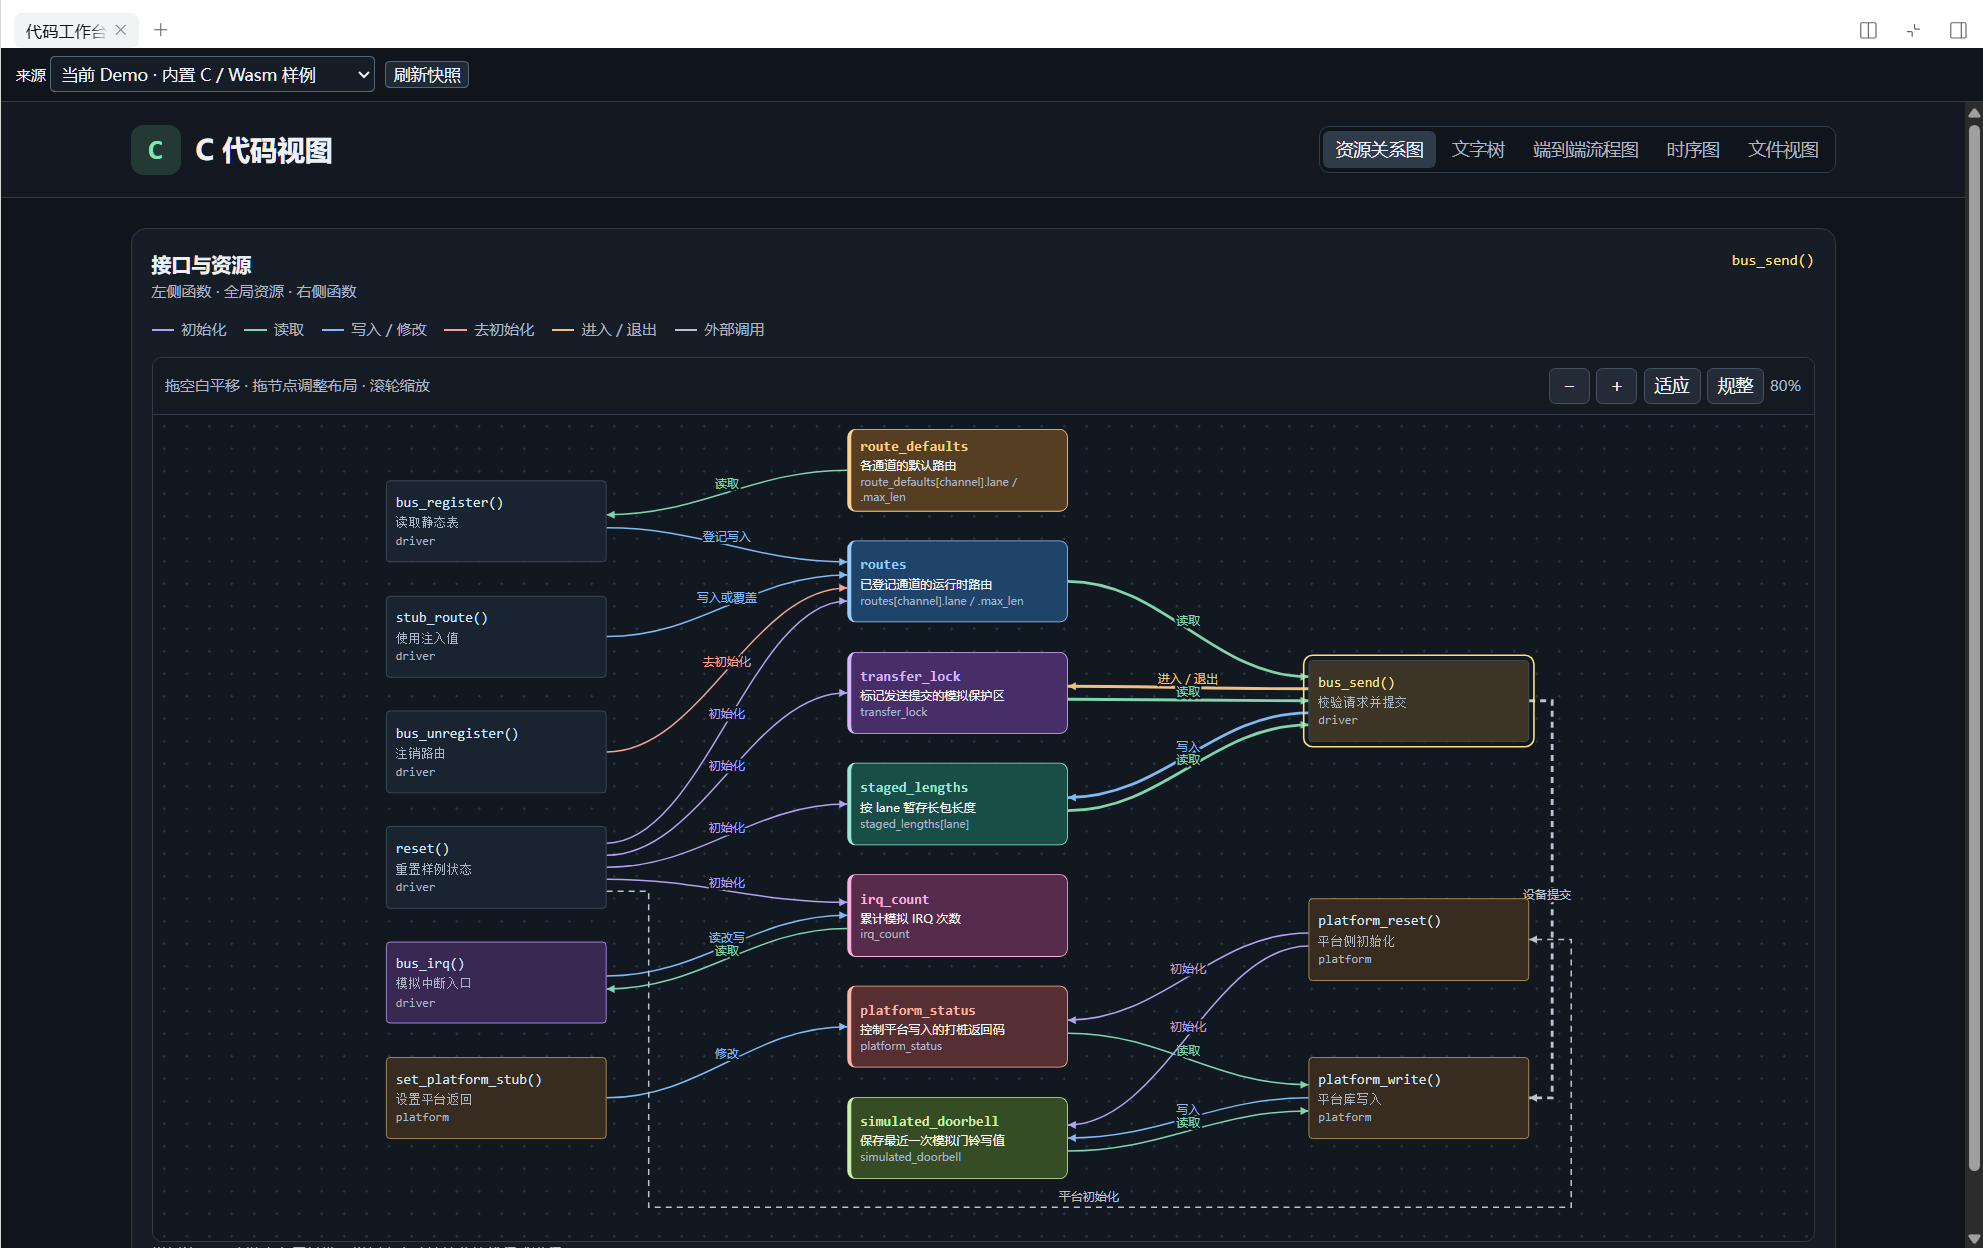 代码工作台
来源
当前 Demo · 内置 C / Wasm 样例
刷新快照
C
C 代码视图
资源关系图
文字树
端到端流程图
时序图
文件视图
接口与资源
bus_send()
左侧函数 · 全局资源 · 右侧函数
初始化
读取
写入 / 修改
去初始化
进入 / 退出
外部调用
拖空白平移 · 拖节点调整布局 · 滚轮缩放
−
+
适应
规整
80%
bus_register()
读取静态表
driver
stub_route()
使用注入值
driver
bus_unregister()
注销路由
driver
reset()
重置样例状态
driver
bus_irq()
模拟中断入口
driver
set_platform_stub()
设置平台返回
platform
读取
登记写入
写入或覆盖
去初始化
初始化
初始化
初始化
初始化
读改写
读取
修改
route_defaults
各通道的默认路由
route_defaults[channel].lane /
.max_len
routes
已登记通道的运行时路由
routes[channel].lane / .max_len
transfer_lock
标记发送提交的模拟保护区
transfer_lock
staged_lengths
按 lane 暂存长包长度
staged_lengths[lane]
irq_count
累计模拟 IRQ 次数
irq_count
platform_status
控制平台写入的打桩返回码
platform_status
simulated_doorbell
保存最近一次模拟门铃写值
simulated_doorbell
读取
进入 / 退出
读取
写入
读取
初始化
初始化
读取
写入
读取
bus_send()
校验请求并提交
driver
设备提交
platform_reset()
平台侧初始化
platform
platform_write()
平台库写入
platform
平台初始化